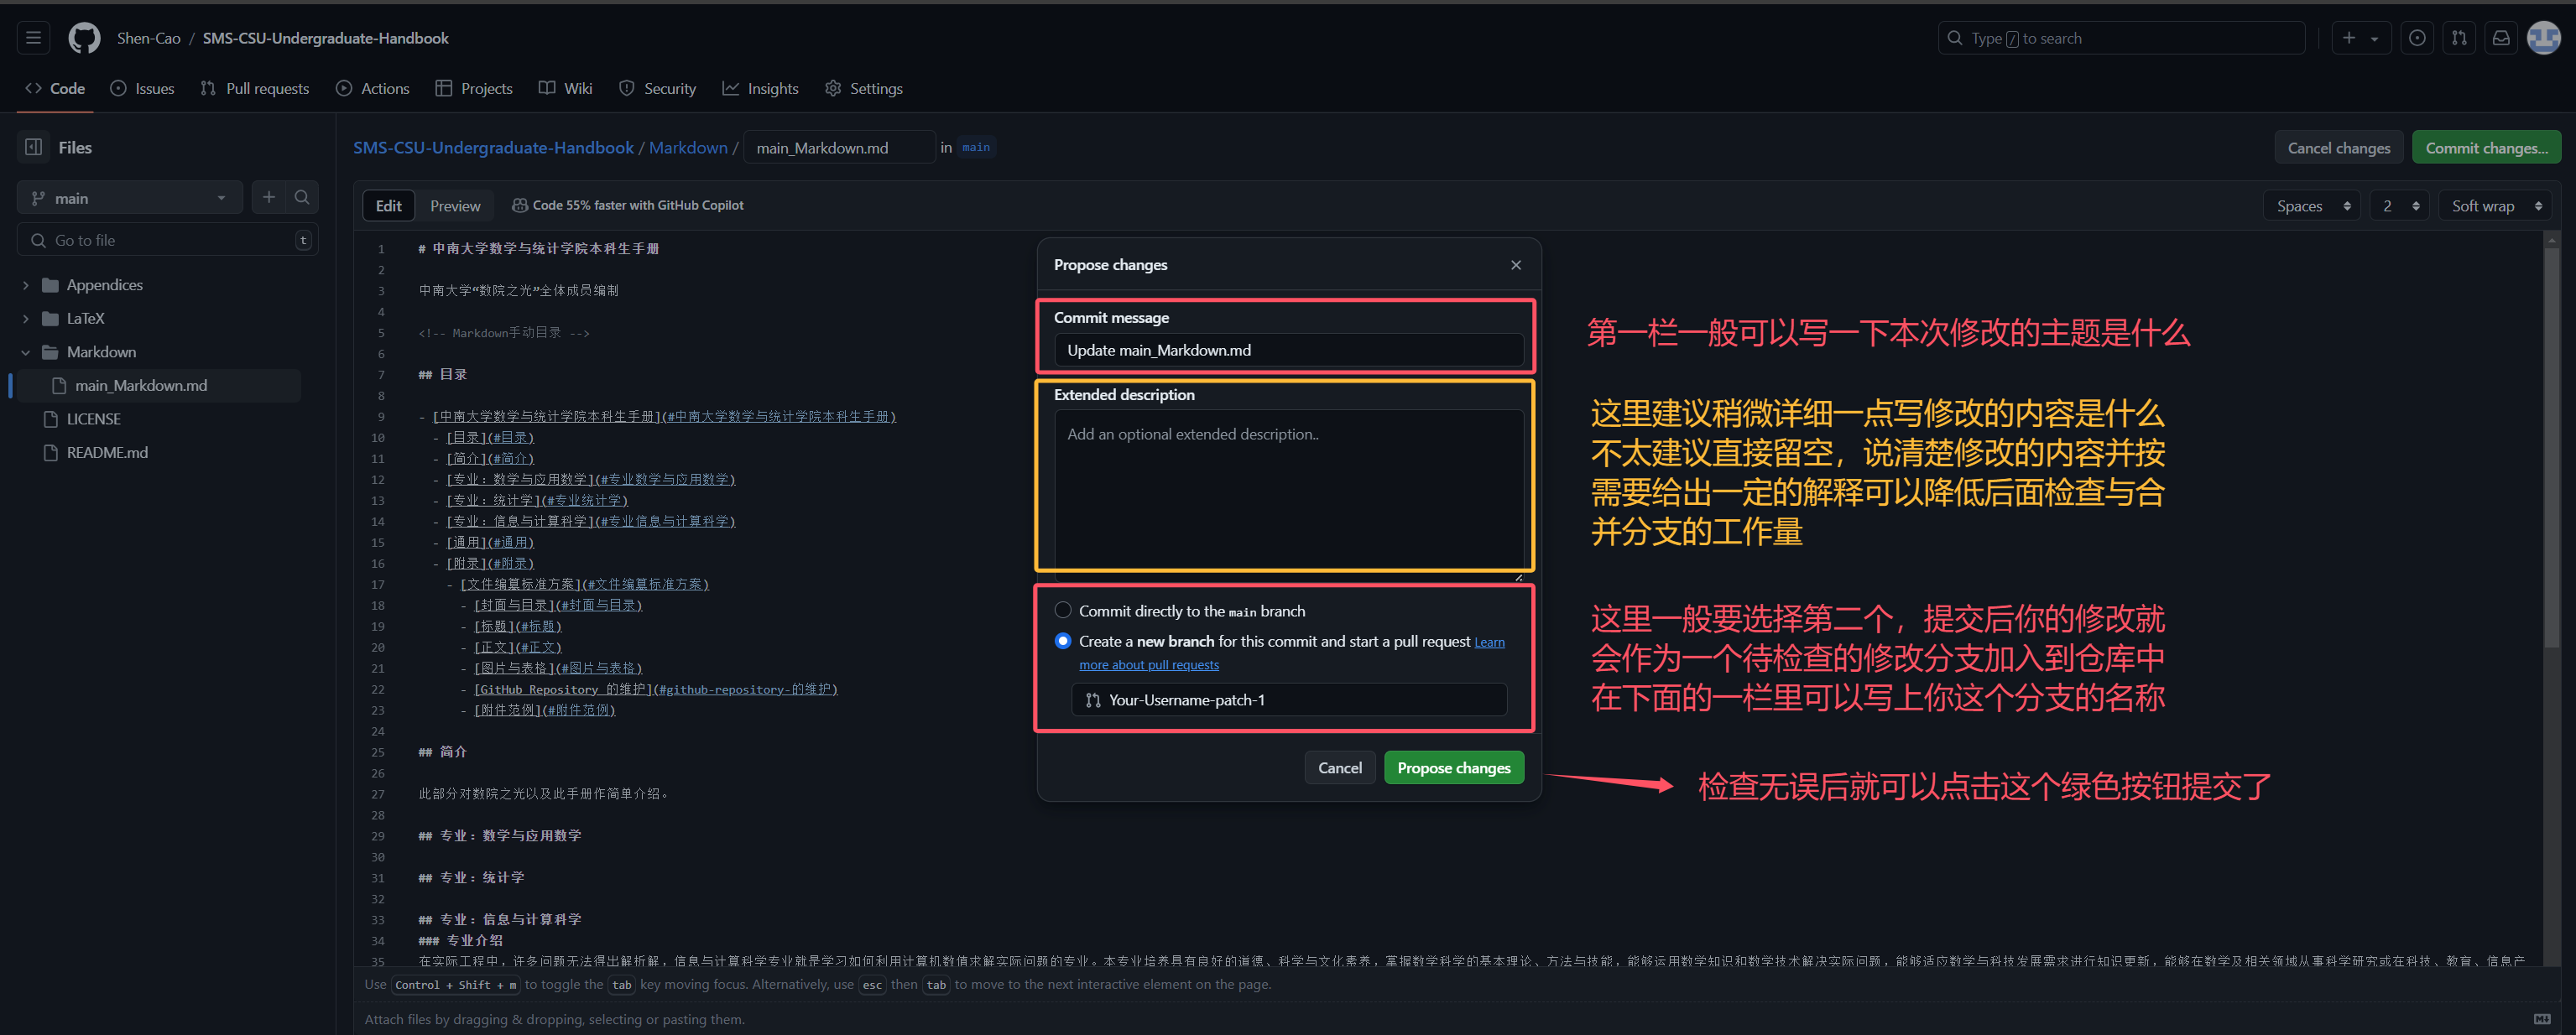 Shen-Cao / SMS-CSU-Undergraduate-Handbook
Type / to search
Code
Issues
Pull requests
Actions
Projects
Wiki
Security
Insights
Settings
Files
main
Go to file
t
Appendices
LaTeX
Markdown
main_Markdown.md
LICENSE
README.md
SMS-CSU-Undergraduate-Handbook / Markdown / main_Markdown.md in main
Cancel changes
Commit changes...
Edit
Preview
Code 55% faster with GitHub Copilot
Spaces
2
Soft wrap
1 # 中南大学数学与统计学院本科生手册
2
3 中南大学“数院之光”全体成员编制
4
5 <!-- Markdown手动目录 -->
6
7 ## 目录
8
9 - [中南大学数学与统计学院本科生手册](#中南大学数学与统计学院本科生手册)
10 - [目录](#目录)
11 - [简介](#简介)
12 - [专业：数学与应用数学](#专业数学与应用数学)
13 - [专业：统计学](#专业统计学)
14 - [专业：信息与计算科学](#专业信息与计算科学)
15 - [通用](#通用)
16 - [附录](#附录)
17 - [文件编纂标准方案](#文件编纂标准方案)
18 - [封面与目录](#封面与目录)
19 - [标题](#标题)
20 - [正文](#正文)
21 - [图片与表格](#图片与表格)
22 - [GitHub Repository 的维护](#github-repository-的维护)
23 - [附件范例](#附件范例)
24
25 ## 简介
26
27 此部分对数院之光以及此手册作简单介绍。
28
29 ## 专业：数学与应用数学
30
31 ## 专业：统计学
32
33 ## 专业：信息与计算科学
34 ### 专业介绍
35 在实际工程中，许多问题无法得出解析解，信息与计算科学专业就是学习如何利用计算机数值求解实际问题的专业。本专业培养具有良好的道德、科学与文化素养，掌握数学科学的基本理论、方法与技能，能够运用数学知识和数学技术解决实际问题，能够适应数学与科技发展需求进行知识更新，能够在数学及相关领域从事科学研究或在科技、教育、信息产
Use Control + Shift + m to toggle the tab key moving focus. Alternatively, use esc then tab to move to the next interactive element on the page.
Attach files by dragging & dropping, selecting or pasting them.
Propose changes
Commit message
Update main_Markdown.md
Extended description
Add an optional extended description..
Commit directly to the main branch
Create a new branch for this commit and start a pull request Learn
more about pull requests
Your-Username-patch-1
Cancel
Propose changes
第一栏一般可以写一下本次修改的主题是什么
这里建议稍微详细一点写修改的内容是什么
不太建议直接留空，说清楚修改的内容并按
需要给出一定的解释可以降低后面检查与合
并分支的工作量
这里一般要选择第二个，提交后你的修改就
会作为一个待检查的修改分支加入到仓库中
在下面的一栏里可以写上你这个分支的名称
检查无误后就可以点击这个绿色按钮提交了